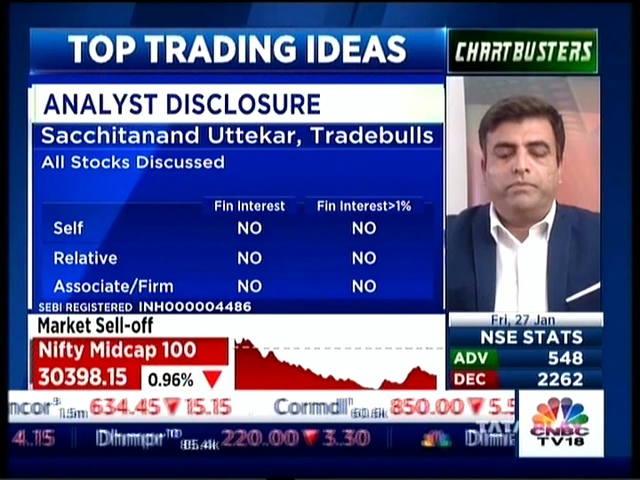 TOP TRADING IDEAS
CHARTBUSTERS
ANALYST DISCLOSURE
Sacchitanand Uttekar, Tradebulls
All Stocks Discussed
Fin Interest Fin Interest>1%
Self NO NO
Relative NO NO
Associate/Firm NO NO
SEBI REGISTERED INH000004486
Market Sell-off
Nifty Midcap 100
30398.15 0.96% ▼
Fri, 27 Jan
NSE STATS
ADV 548
DEC 2262
634.45 ▼ 15.15 850.00 ▼ 5.5
4.15 220.00 ▼ 3.30
CNBC
TV18